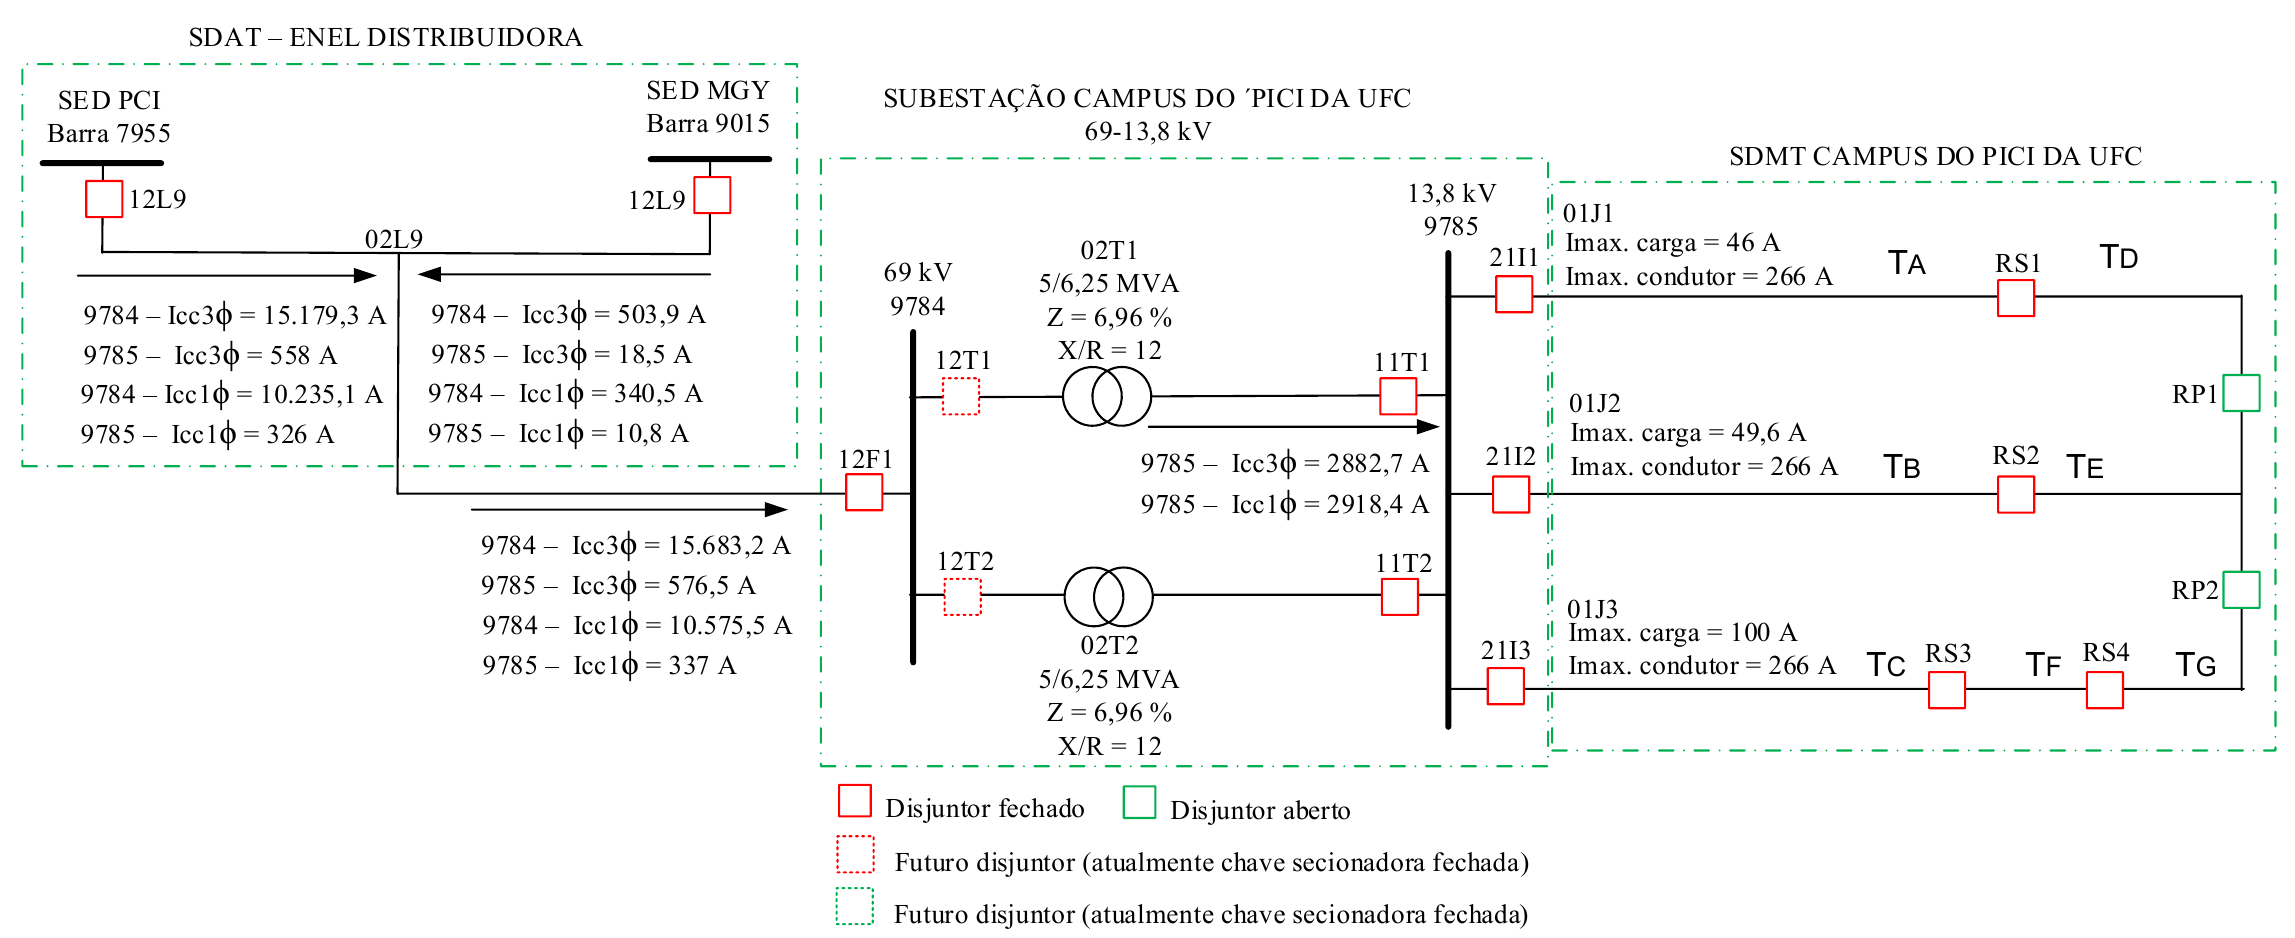 SDAT – ENEL DISTRIBUIDORA
SED PCI
Barra 7955
SED MGY
Barra 9015
12L9
12L9
02L9
9784 – Icc3ϕ = 15.179,3 A
9785 – Icc3ϕ = 558 A
9784 – Icc1ϕ = 10.235,1 A
9785 – Icc1ϕ = 326 A
9784 – Icc3ϕ = 503,9 A
9785 – Icc3ϕ = 18,5 A
9784 – Icc1ϕ = 340,5 A
9785 – Icc1ϕ = 10,8 A
9784 – Icc3ϕ = 15.683,2 A
9785 – Icc3ϕ = 576,5 A
9784 – Icc1ϕ = 10.575,5 A
9785 – Icc1ϕ = 337 A
SUBESTAÇÃO CAMPUS DO ´PICI DA UFC
69-13,8 kV
12F1
69 kV
9784
12T1
02T1
5/6,25 MVA
Z = 6,96 %
X/R = 12
11T1
9785 – Icc3ϕ = 2882,7 A
9785 – Icc1ϕ = 2918,4 A
12T2
11T2
02T2
5/6,25 MVA
Z = 6,96 %
X/R = 12
13,8 kV
9785
21I1
21I2
21I3
SDMT CAMPUS DO PICI DA UFC
01J1
Imax. carga = 46 A
Imax. condutor = 266 A
TA
RS1
TD
RP1
01J2
Imax. carga = 49,6 A
Imax. condutor = 266 A
TB
RS2
TE
RP2
01J3
Imax. carga = 100 A
Imax. condutor = 266 A
TC
RS3
TF
RS4
TG
Disjuntor fechado
Disjuntor aberto
Futuro disjuntor (atualmente chave secionadora fechada)
Futuro disjuntor (atualmente chave secionadora fechada)